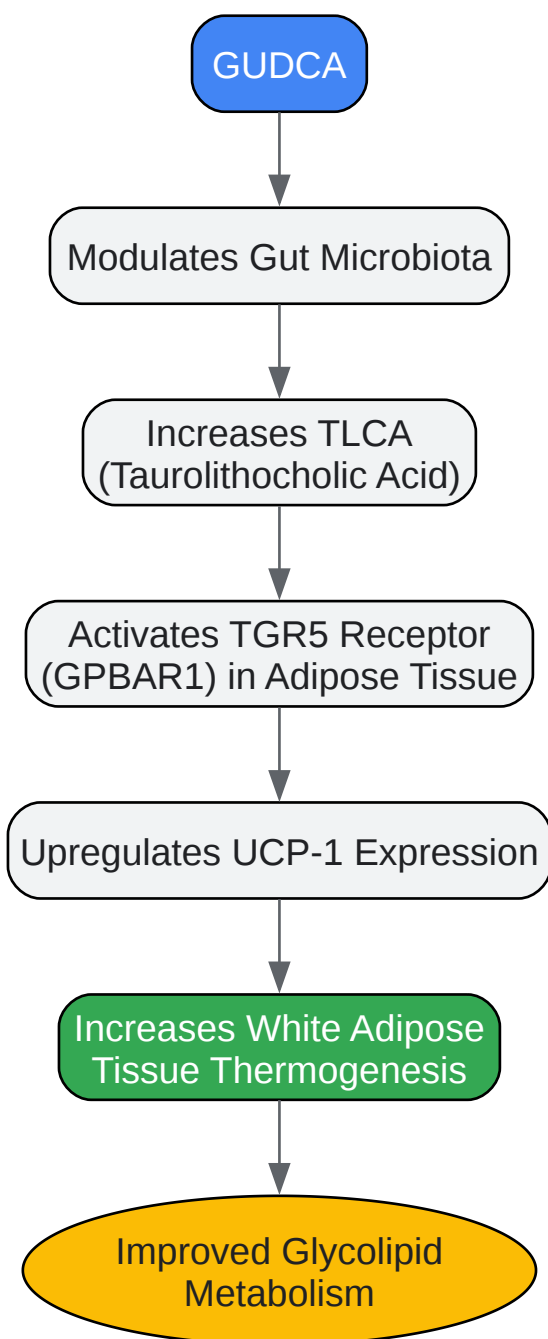 GUDCA
Modulates Gut Microbiota
Increases TLCA
(Taurolithocholic Acid)
Activates TGR5 Receptor
(GPBAR1) in Adipose Tissue
Upregulates UCP-1 Expression
Increases White Adipose
Tissue Thermogenesis
Improved Glycolipid
Metabolism